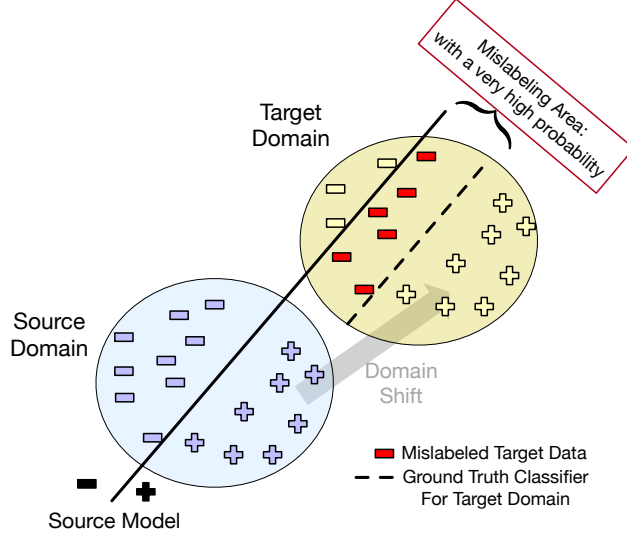 Mislabeling Area:
with a very high probability
Target
Domain
Source
Domain
Domain
Shift
Mislabeled Target Data
Ground Truth Classifier
For Target Domain
Source Model